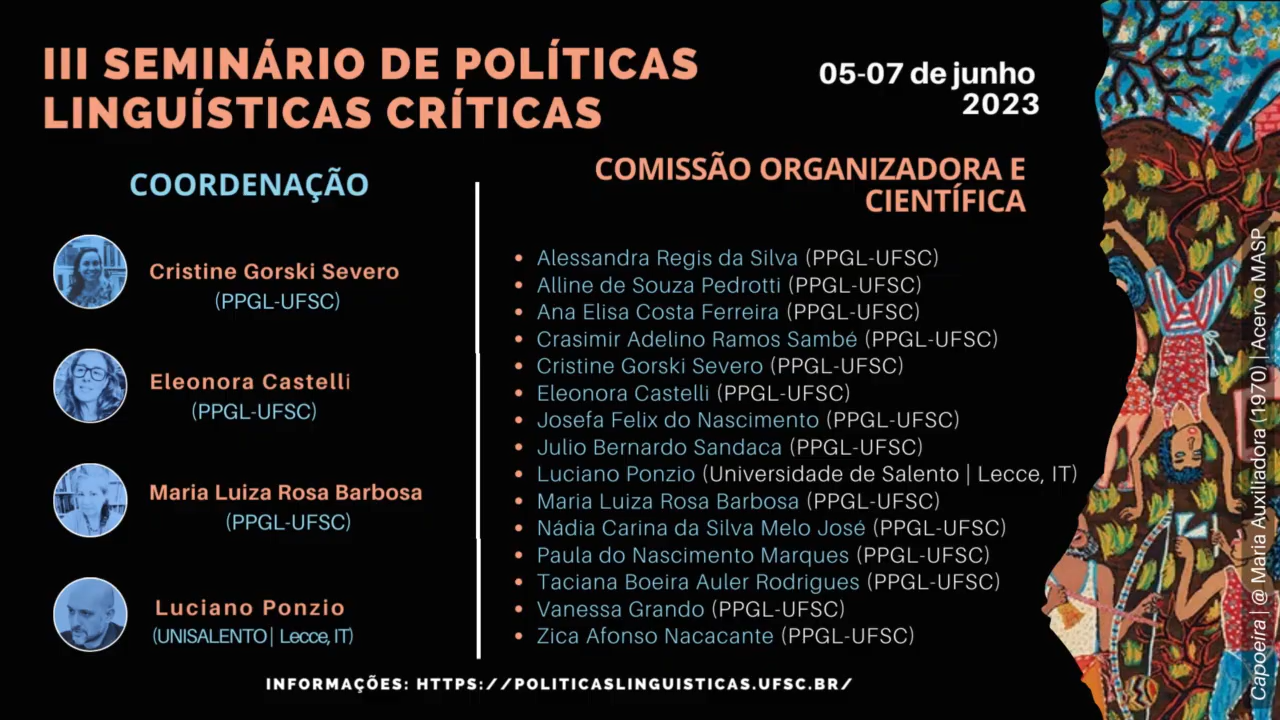 III SEMINÁRIO DE POLÍTICAS
LINGUÍSTICAS CRÍTICAS
05-07 de junho
2023
COORDENAÇÃO
Cristine Gorski Severo
(PPGL-UFSC)
Eleonora Castelli
(PPGL-UFSC)
Maria Luiza Rosa Barbosa
(PPGL-UFSC)
Luciano Ponzio
(UNISALENTO | Lecce, IT)
COMISSÃO ORGANIZADORA E
CIENTÍFICA
• Alessandra Regis da Silva (PPGL-UFSC)
• Alline de Souza Pedrotti (PPGL-UFSC)
• Ana Elisa Costa Ferreira (PPGL-UFSC)
• Crasimir Adelino Ramos Sambé (PPGL-UFSC)
• Cristine Gorski Severo (PPGL-UFSC)
• Eleonora Castelli (PPGL-UFSC)
• Josefa Felix do Nascimento (PPGL-UFSC)
• Julio Bernardo Sandaca (PPGL-UFSC)
• Luciano Ponzio (Universidade de Salento | Lecce, IT)
• Maria Luiza Rosa Barbosa (PPGL-UFSC)
• Nádia Carina da Silva Melo José (PPGL-UFSC)
• Paula do Nascimento Marques (PPGL-UFSC)
• Taciana Boeira Auler Rodrigues (PPGL-UFSC)
• Vanessa Grando (PPGL-UFSC)
• Zica Afonso Nacacante (PPGL-UFSC)
INFORMAÇÕES: HTTPS://POLITICASLINGUISTICAS.UFSC.BR/
Capoeira | @ Maria Auxiliadora (1970) | Acervo MASP